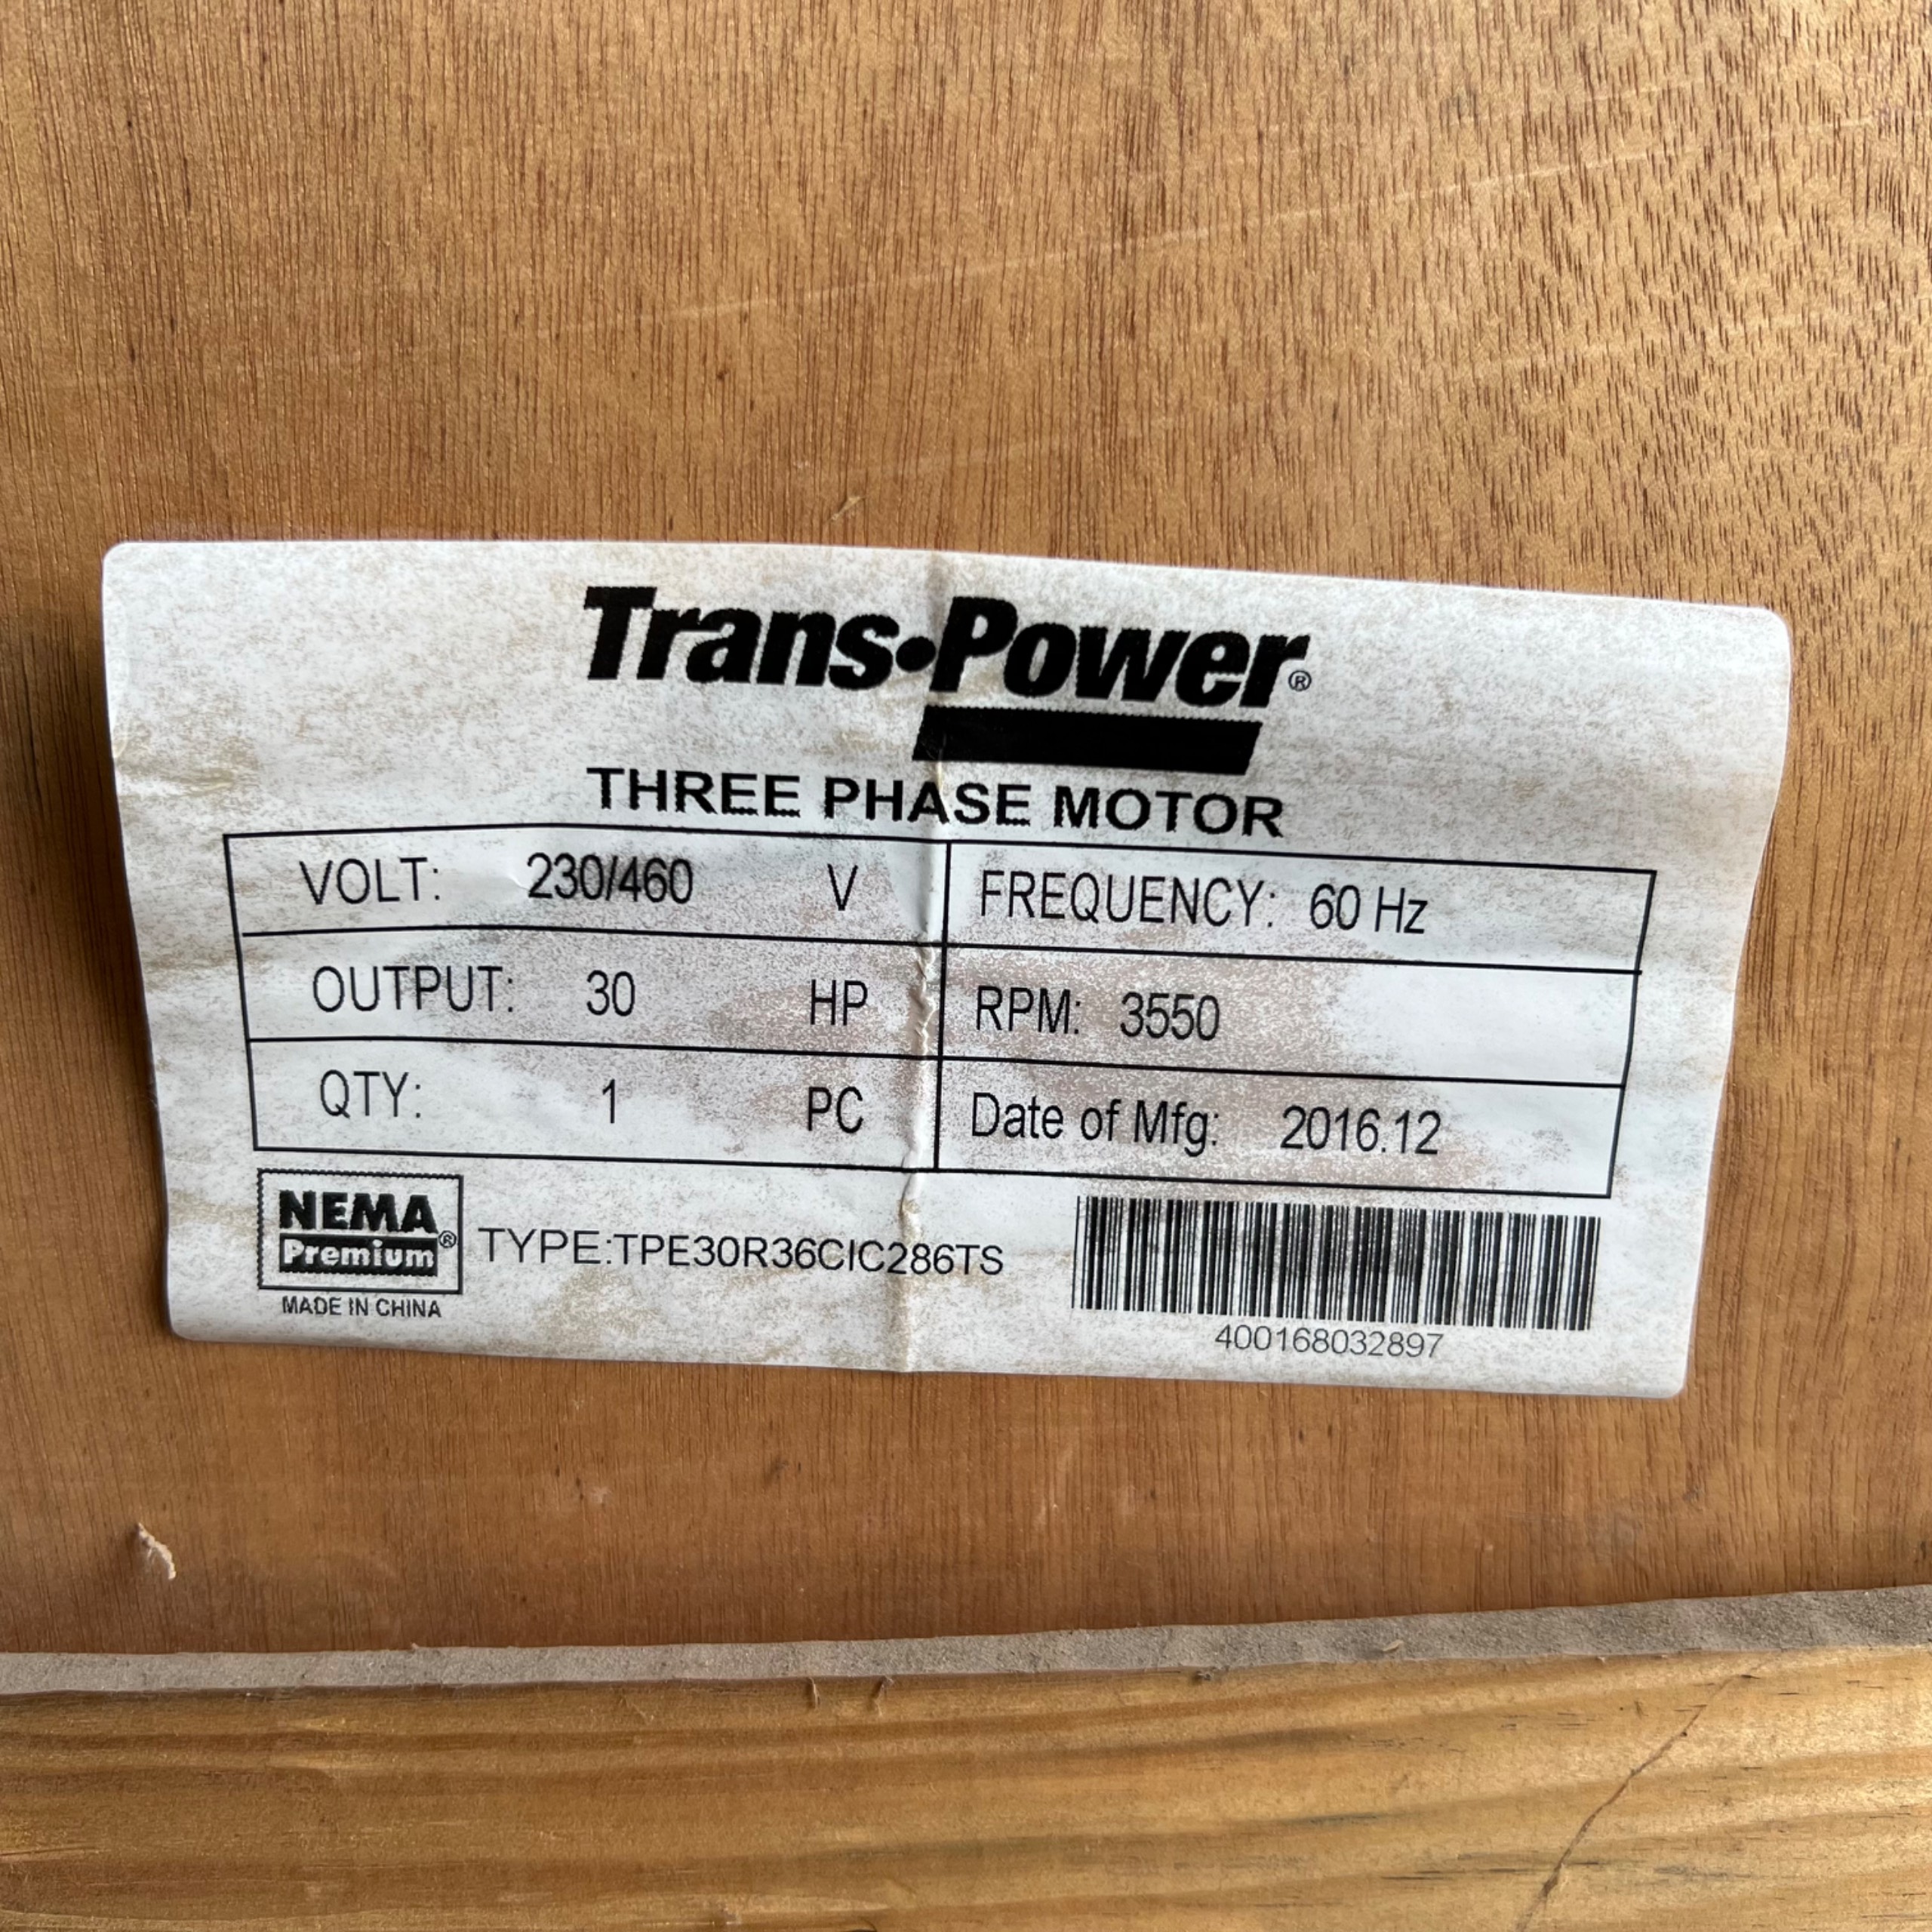 Trans•Power®
THREE PHASE MOTOR
VOLT: 230/460 V FREQUENCY: 60 Hz
OUTPUT: 30 HP RPM: 3550
QTY: 1 PC Date of Mfg: 2016.12
NEMA
Premium®
MADE IN CHINA
TYPE:TPE30R36CIC286TS
400168032897